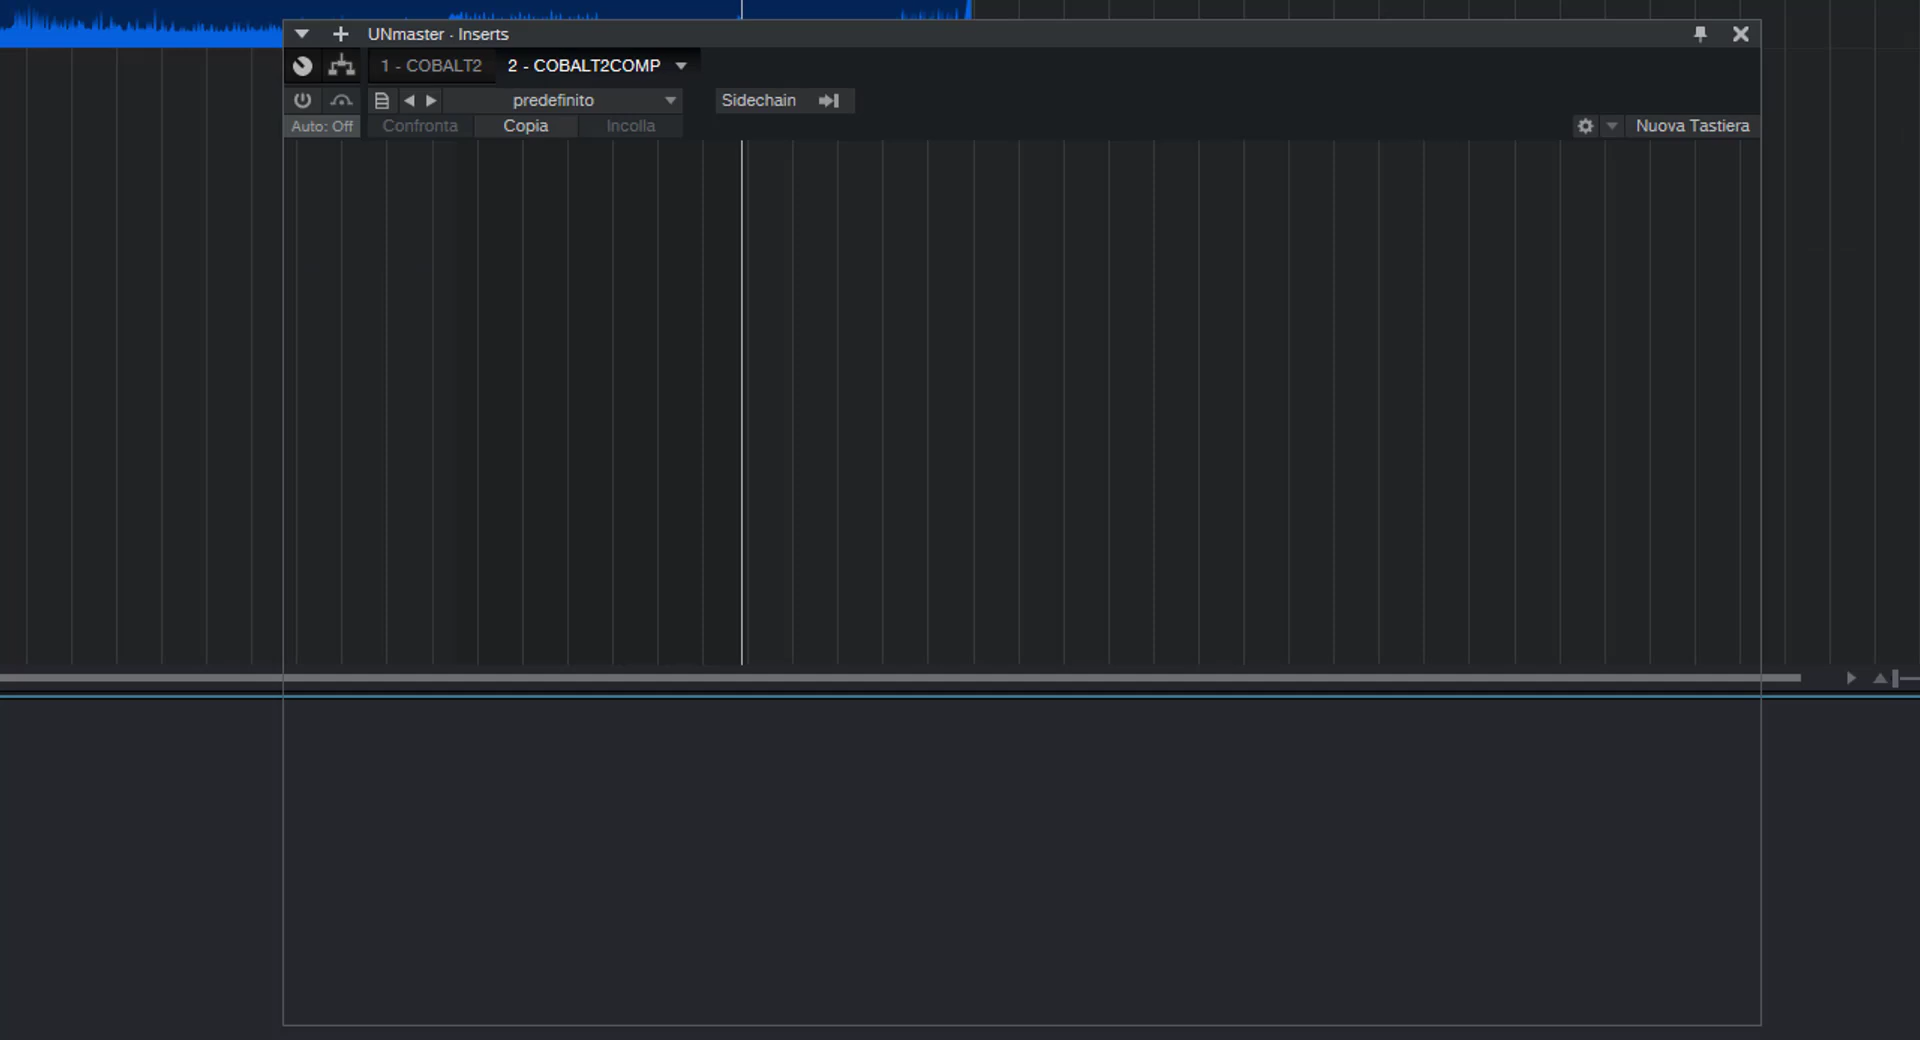 UNmaster · Inserts
1 - COBALT2 2 - COBALT2COMP
predefinito Sidechain
Auto: Off Confronta Copia Incolla Nuova Tastiera